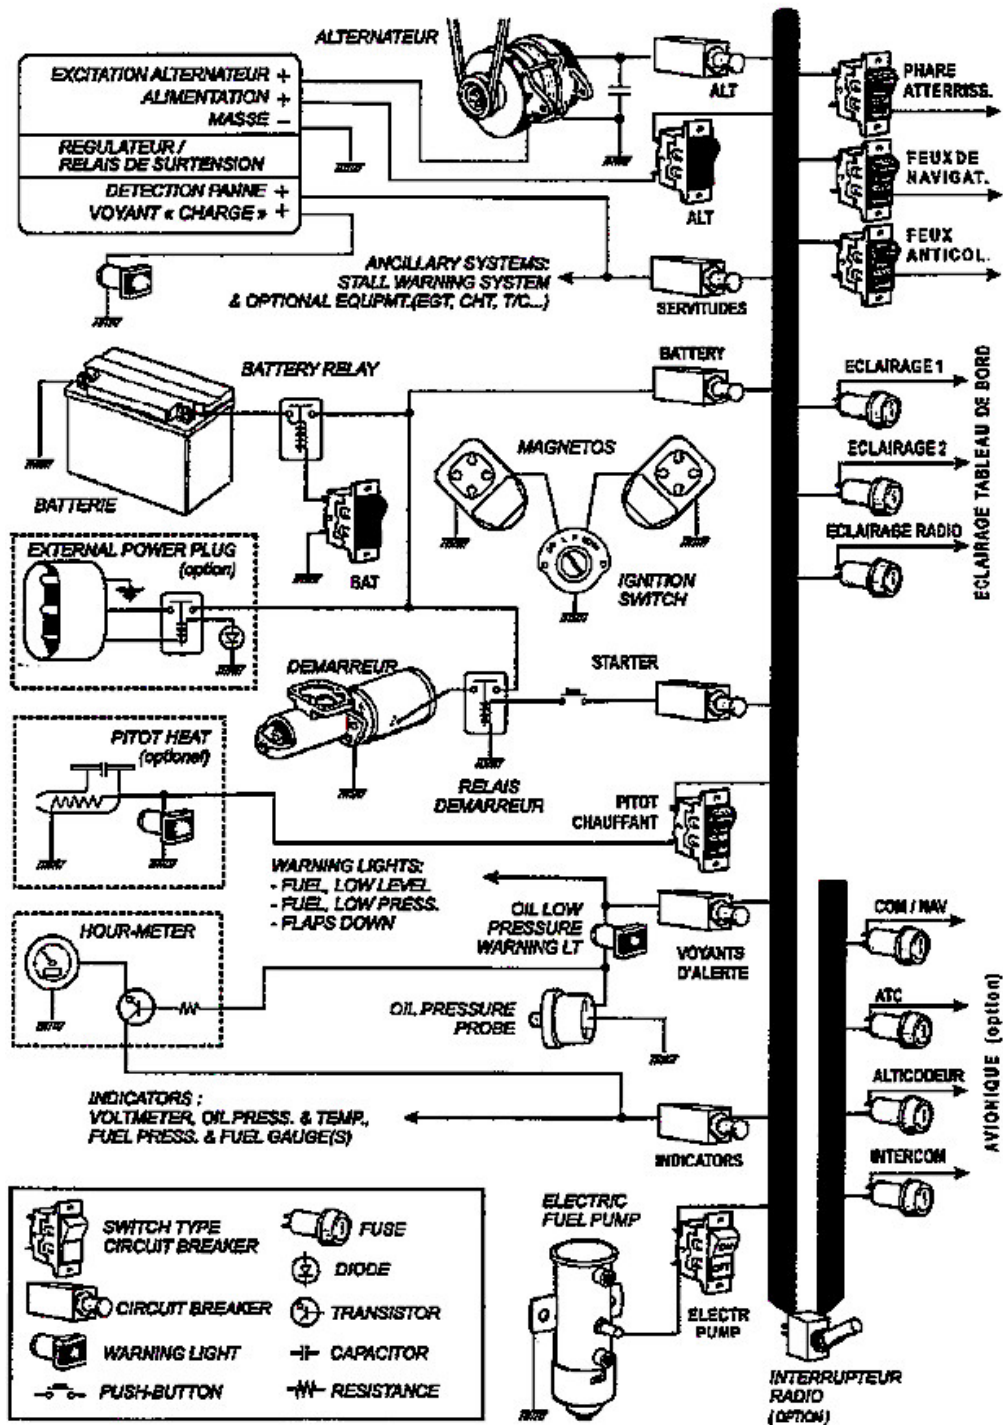 ALTERNATEUR
EXCITATION ALTERNATEUR +
ALIMENTATION +
MASSE –
REGULATEUR /
RELAIS DE SURTENSION
DETECTION PANNE +
VOYANT « CHARGE » +
ALT
ALT
PHARE
ATTERRISS.
FEUX DE
NAVIGAT.
FEUX
ANTICOL.
ANCILLARY SYSTEMS:
STALL WARNING SYSTEM
& OPTIONAL EQUIPMT.(EGT, CHT, T/C...)
SERVITUDES
BATTERY RELAY
BATTERY
BATTERIE
BAT
MAGNETOS
IGNITION
SWITCH
ECLAIRAGE 1
ECLAIRAGE 2
ECLAIRAGE RADIO
ECLAIRAGE TABLEAU DE BORD
EXTERNAL POWER PLUG
(option)
DEMARREUR
STARTER
RELAIS
DEMARREUR
PITOT HEAT
(optionel)
PITOT
CHAUFFANT
WARNING LIGHTS:
- FUEL, LOW LEVEL
- FUEL, LOW PRESS.
- FLAPS DOWN
OIL LOW
PRESSURE
WARNING LT
VOYANTS
D'ALERTE
HOUR-METER
OIL PRESSURE
PROBE
COM / NAV
ATC
ALTICODEUR
INTERCOM
AVIONIQUE (option)
INDICATORS :
VOLTMETER, OIL PRESS. & TEMP.,
FUEL PRESS. & FUEL GAUGE(S)
INDICATORS
ELECTRIC
FUEL PUMP
ELECTR
PUMP
INTERRUPTEUR
RADIO
(OPTION)
SWITCH TYPE
CIRCUIT BREAKER
FUSE
DIODE
CIRCUIT BREAKER
TRANSISTOR
WARNING LIGHT
CAPACITOR
PUSH-BUTTON
RESISTANCE